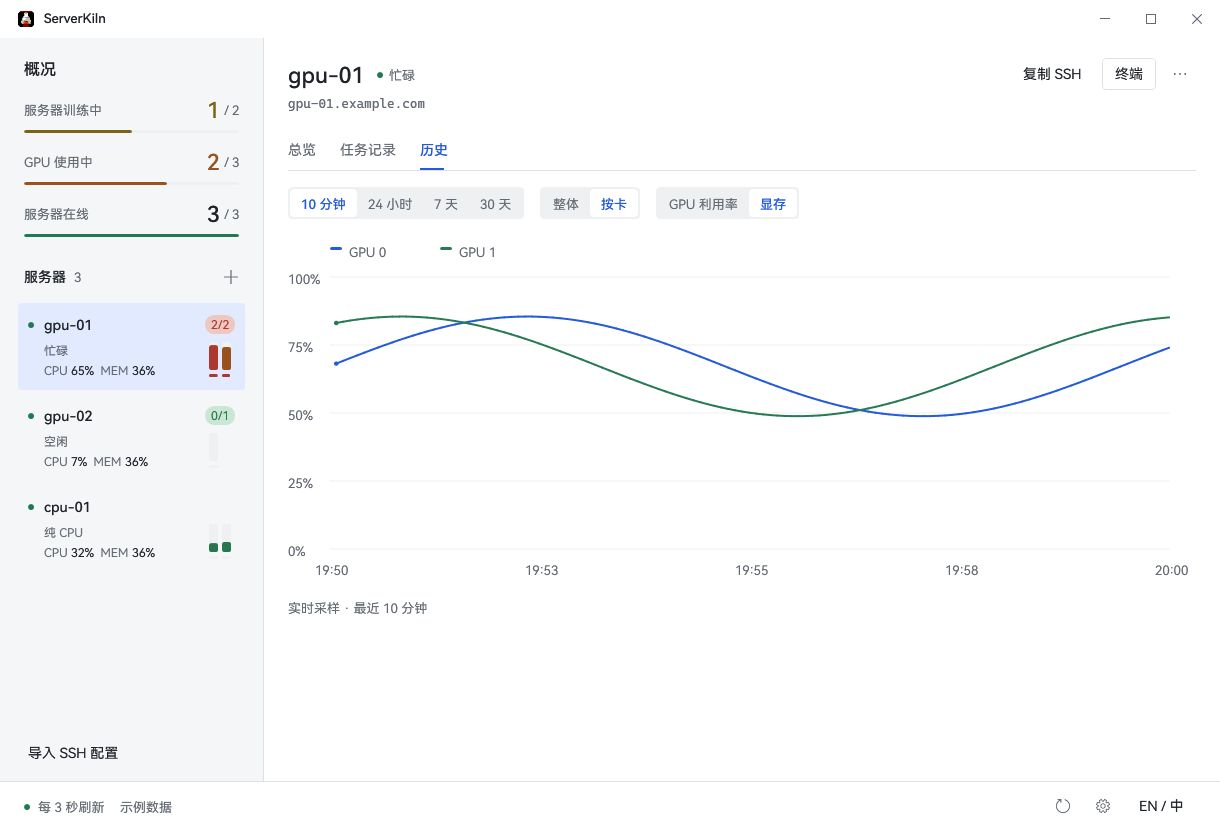 ServerKiln
概况
服务器训练中 1 / 2
GPU 使用中 2 / 3
服务器在线 3 / 3
服务器 3
gpu-01 2/2
忙碌
CPU 65% MEM 36%
gpu-02 0/1
空闲
CPU 7% MEM 36%
cpu-01
纯 CPU
CPU 32% MEM 36%
导入 SSH 配置
gpu-01 忙碌
复制 SSH 终端 ···
gpu-01.example.com
总览 任务记录 历史
10 分钟 24 小时 7 天 30 天 整体 按卡 GPU 利用率 显存
GPU 0 GPU 1
100%
75%
50%
25%
0%
19:50 19:53 19:55 19:58 20:00
实时采样 · 最近 10 分钟
每 3 秒刷新 示例数据
EN / 中